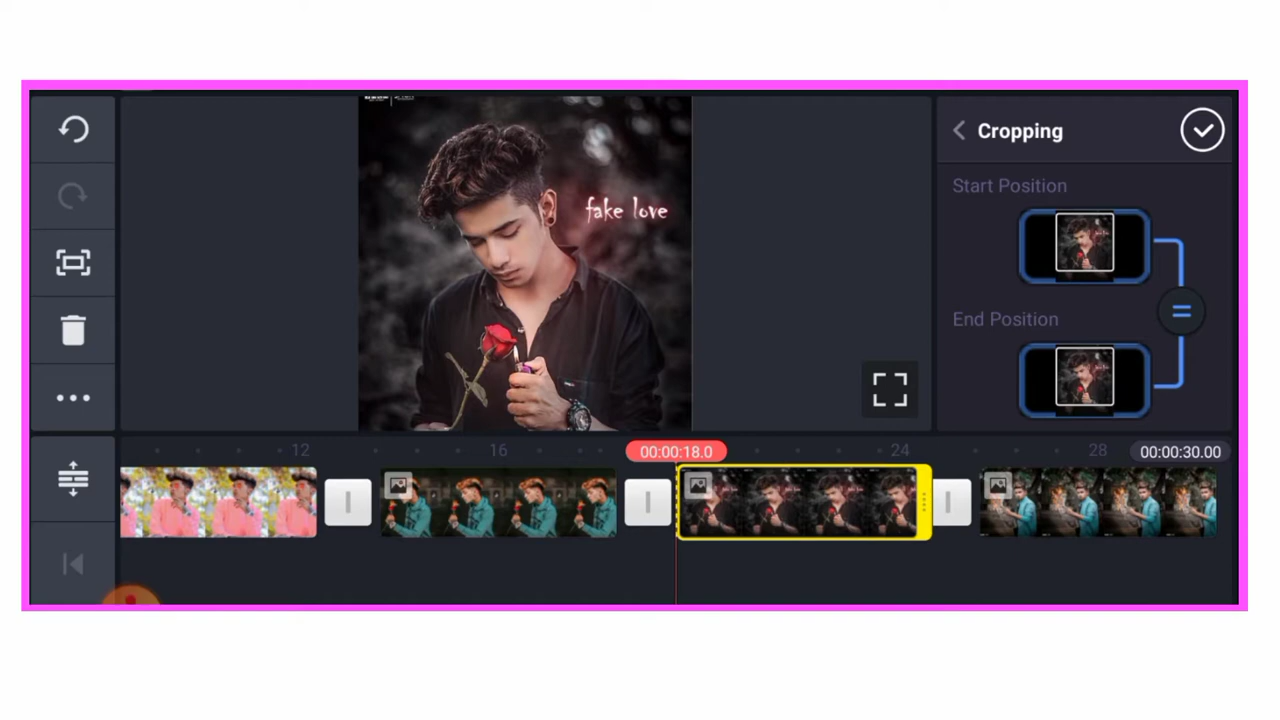 Cropping
Start Position
fake love
End Position
12
16
00:00:18.0
24
28
00:00:30.00